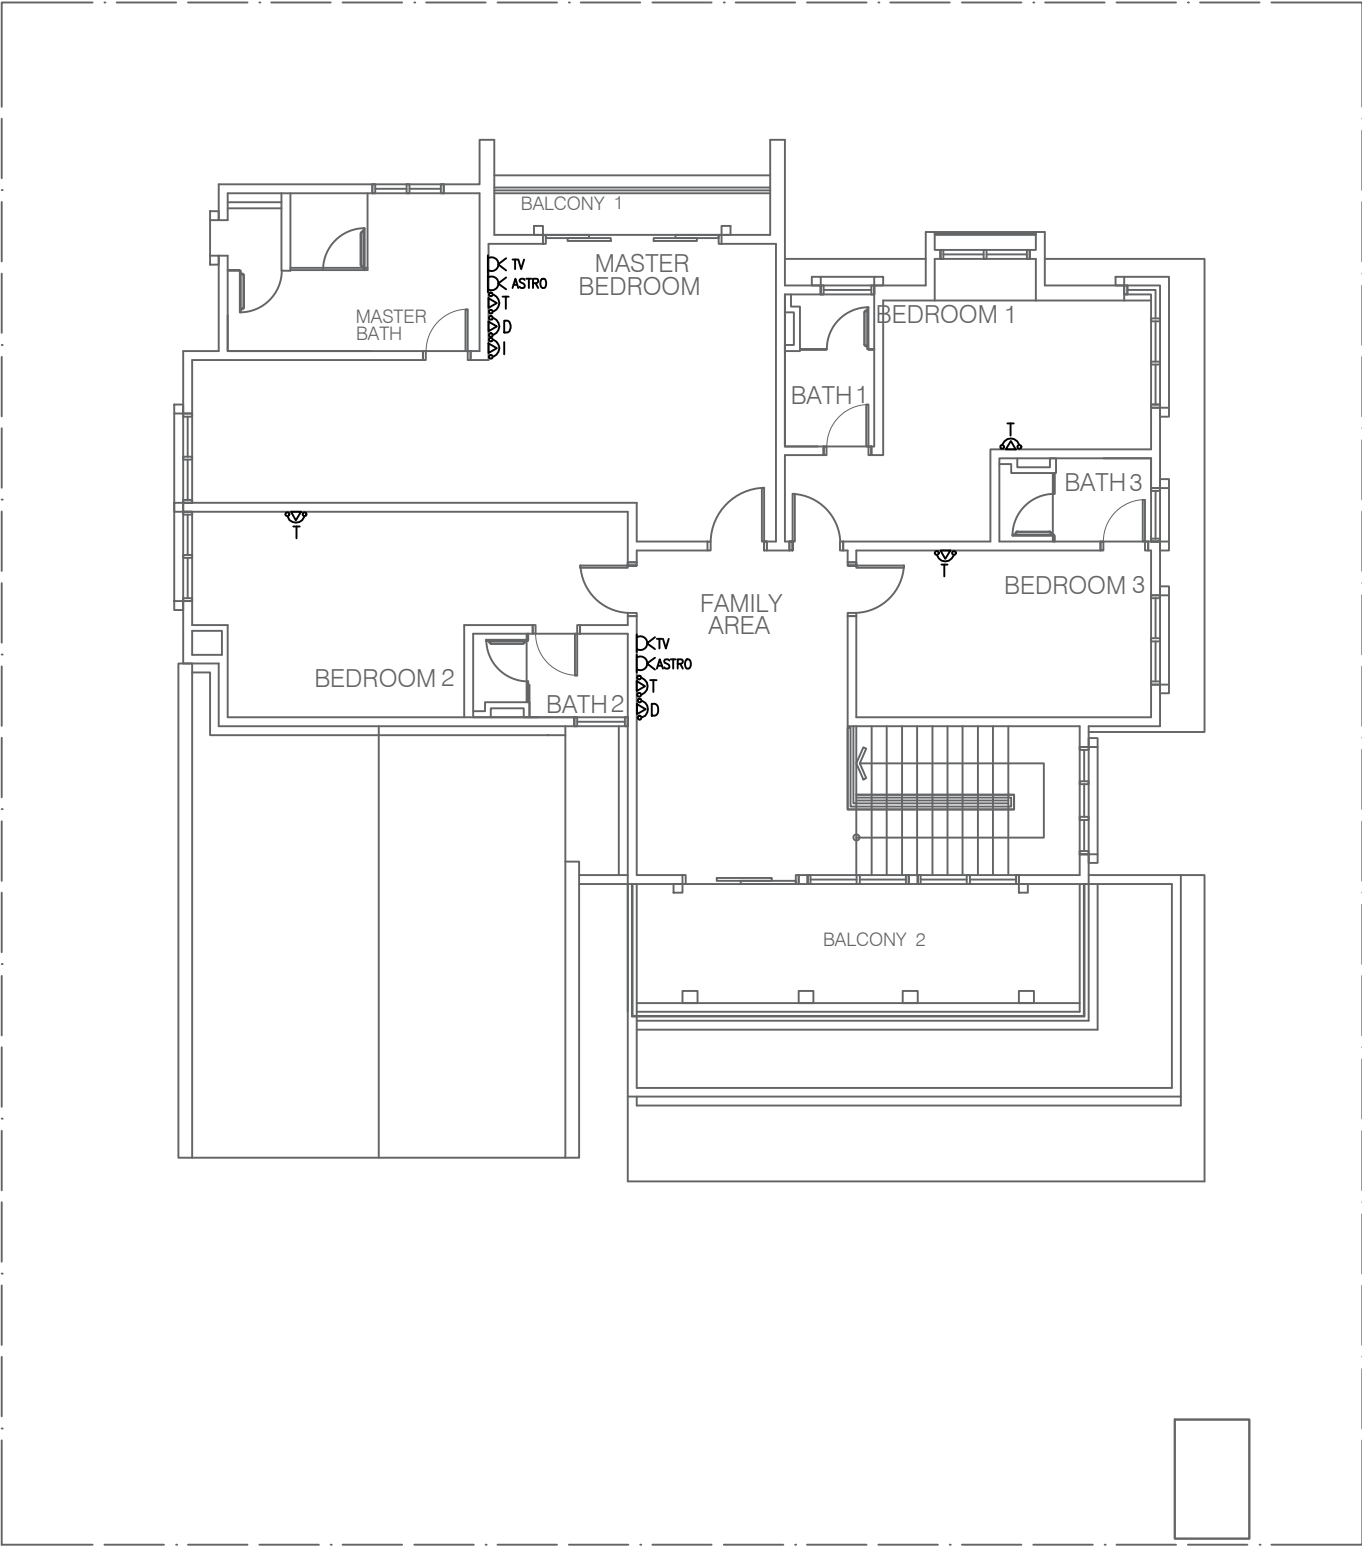 BALCONY 1
MASTER
BEDROOM
TV
ASTRO
T
D
I
MASTER
BATH
BEDROOM 1
BATH 1
T
BATH 3
T
T
BEDROOM 3
FAMILY
AREA
TV
ASTRO
T
D
BEDROOM 2
BATH 2
BALCONY 2